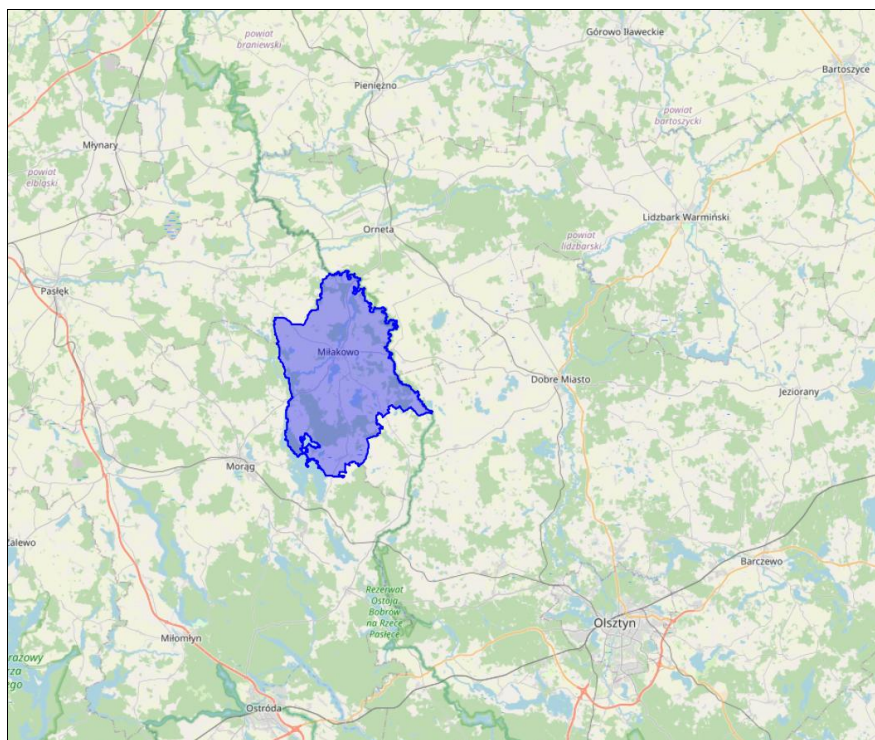 powiat
braniewski
Górowo Iławeckie
Bartoszyce
Pieniężno
powiat
bartoszycki
Młynary
powiat
elbląski
Lidzbark Warmiński
Orneta
powiat
lidzbarski
Pasłęk
Miłakowo
Dobre Miasto
Jeziorany
Morąg
Zalewo
Barczewo
Rezerwat
Ostoja
Bobrów
na Rzece
Pasłęce
Olsztyn
Miłomłyn
Ostróda